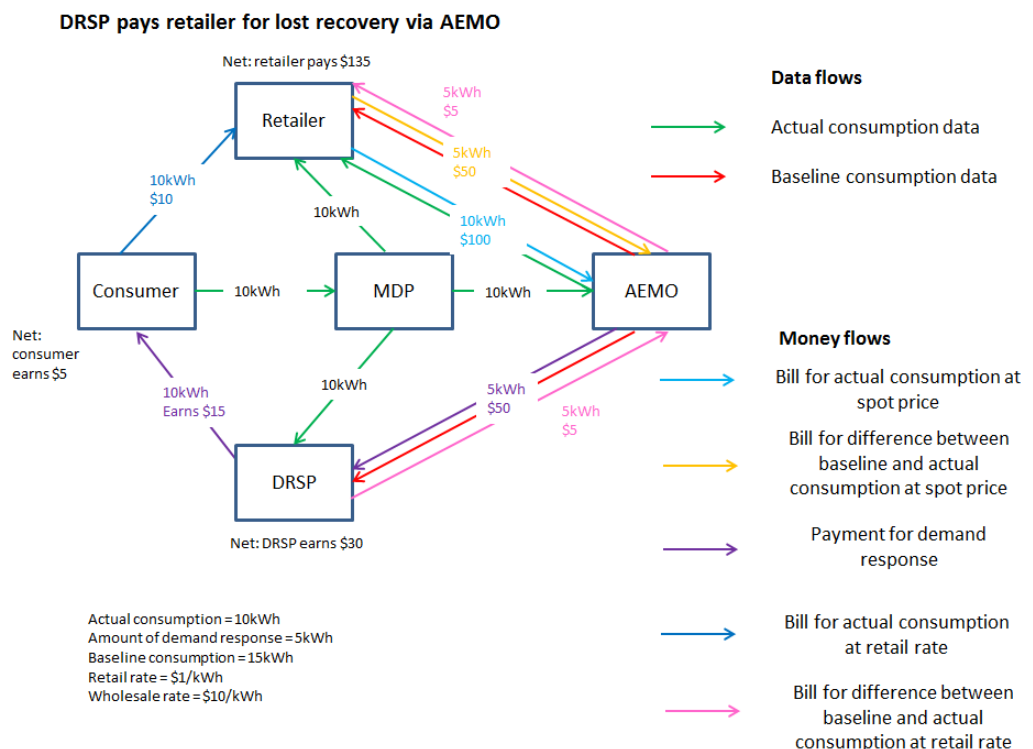 DRSP pays retailer for lost recovery via AEMO
Net: retailer pays $135
Retailer
5kWh
$5
5kWh
$50
10kWh
$10
10kWh
10kWh
$100
Consumer
10kWh
MDP
10kWh
AEMO
Net:
consumer
earns $5
10kWh
Earns $15
10kWh
5kWh
$50
5kWh
$5
DRSP
Net: DRSP earns $30
Actual consumption = 10kWh
Amount of demand response = 5kWh
Baseline consumption = 15kWh
Retail rate = $1/kWh
Wholesale rate = $10/kWh
Data flows
Actual consumption data
Baseline consumption data
Money flows
Bill for actual consumption at
spot price
Bill for difference between
baseline and actual
consumption at spot price
Payment for demand
response
Bill for actual consumption
at retail rate
Bill for difference between
baseline and actual
consumption at retail rate